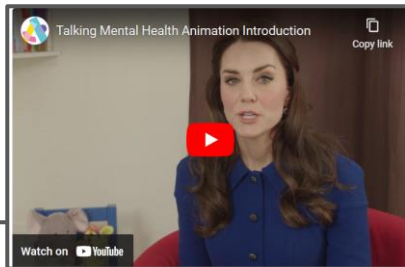 Talking Mental Health Animation Introduction
Copy link
Watch on YouTube